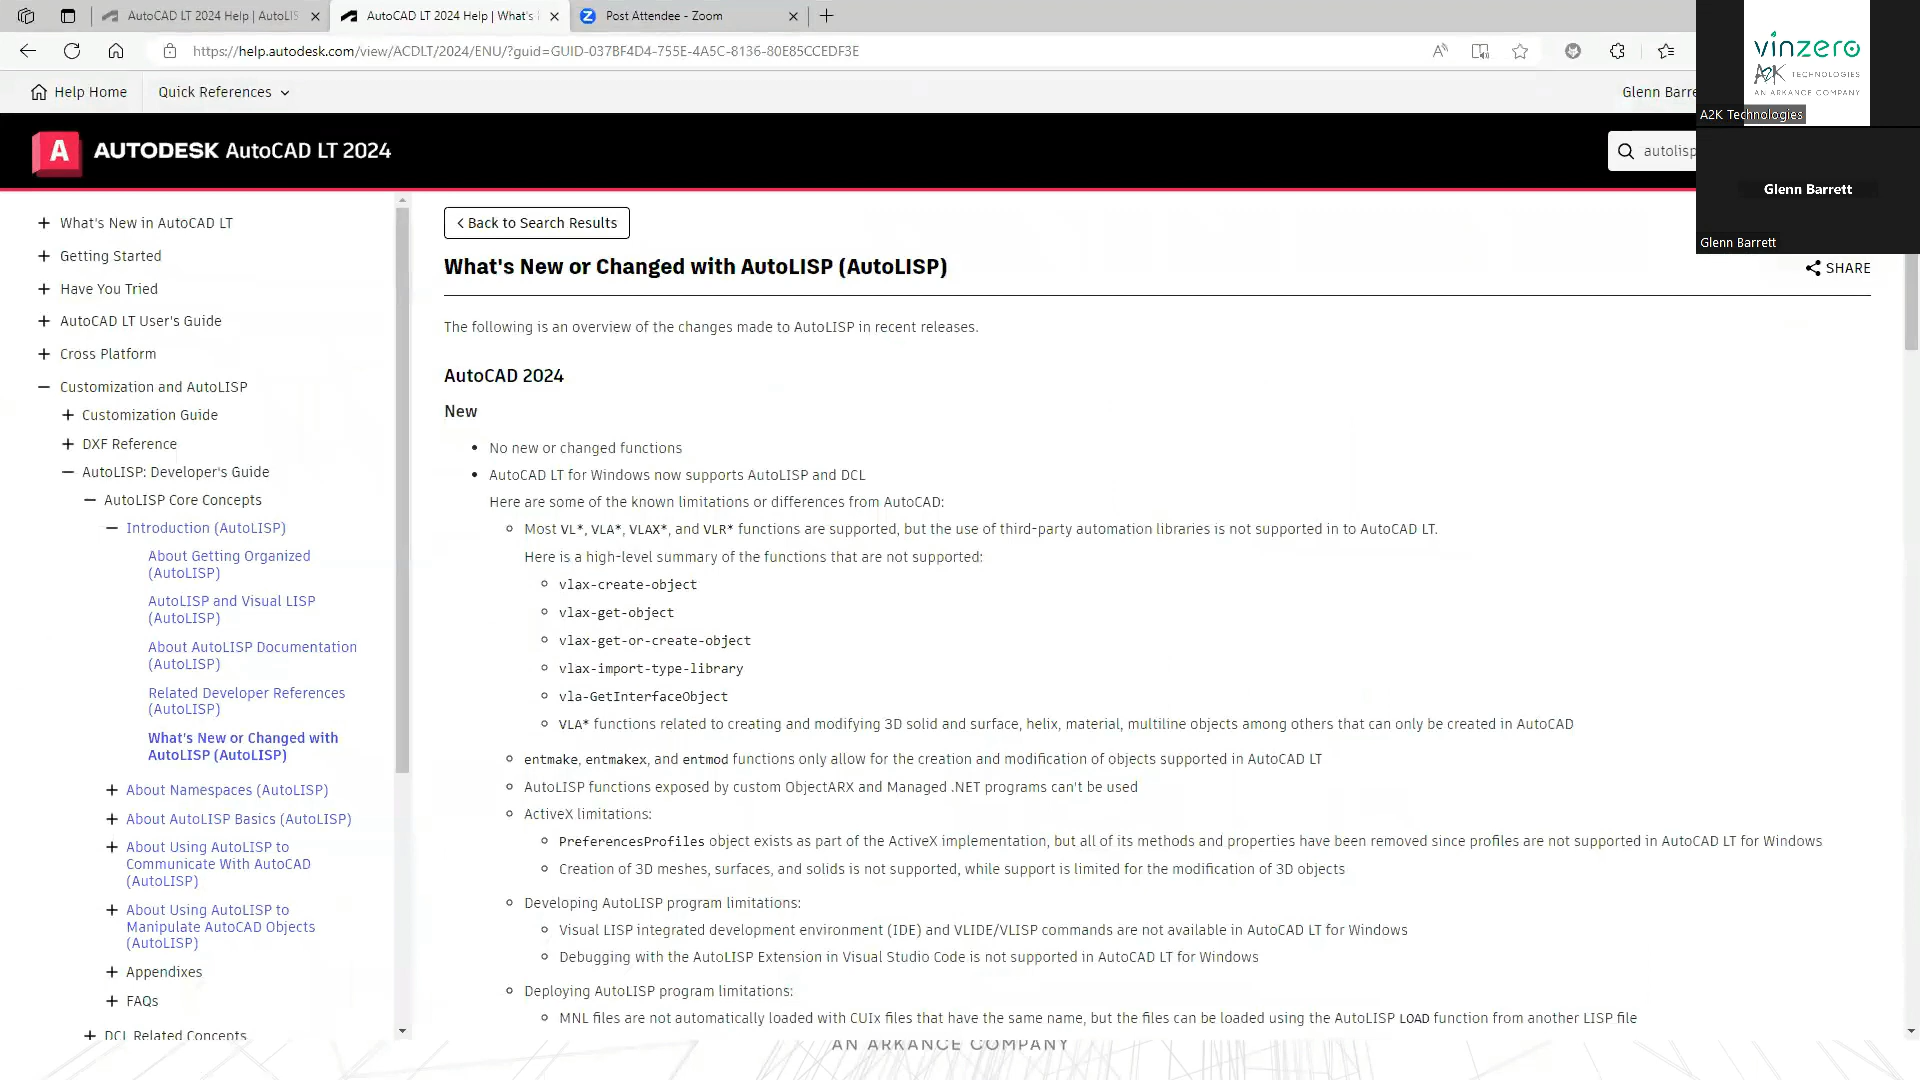 AutoCAD LT 2024 Help | AutoLIS
AutoCAD LT 2024 Help | What's
Post Attendee - Zoom
https://help.autodesk.com/view/ACDLT/2024/ENU/?guid=GUID-037BF4D4-755E-4A5C-8136-80E85CCEDF3E
Help Home
Quick References
Glenn Barre
AUTODESK AutoCAD LT 2024
autolisp
vinzero
A2K TECHNOLOGIES
AN ARKANCE COMPANY
A2K Technologies
Glenn Barrett
Glenn Barrett
What's New in AutoCAD LT
Getting Started
Have You Tried
AutoCAD LT User's Guide
Cross Platform
Customization and AutoLISP
Customization Guide
DXF Reference
AutoLISP: Developer's Guide
AutoLISP Core Concepts
Introduction (AutoLISP)
About Getting Organized
(AutoLISP)
AutoLISP and Visual LISP
(AutoLISP)
About AutoLISP Documentation
(AutoLISP)
Related Developer References
(AutoLISP)
What's New or Changed with
AutoLISP (AutoLISP)
About Namespaces (AutoLISP)
About AutoLISP Basics (AutoLISP)
About Using AutoLISP to
Communicate With AutoCAD
(AutoLISP)
About Using AutoLISP to
Manipulate AutoCAD Objects
(AutoLISP)
Appendixes
FAQs
DCL Related Concepts
Back to Search Results
What's New or Changed with AutoLISP (AutoLISP)
SHARE
The following is an overview of the changes made to AutoLISP in recent releases.
AutoCAD 2024
New
No new or changed functions
AutoCAD LT for Windows now supports AutoLISP and DCL
Here are some of the known limitations or differences from AutoCAD:
Most VL*, VLA*, VLAX*, and VLR* functions are supported, but the use of third-party automation libraries is not supported in to AutoCAD LT.
Here is a high-level summary of the functions that are not supported:
vlax-create-object
vlax-get-object
vlax-get-or-create-object
vlax-import-type-library
vla-GetInterfaceObject
VLA* functions related to creating and modifying 3D solid and surface, helix, material, multiline objects among others that can only be created in AutoCAD
entmake, entmakex, and entmod functions only allow for the creation and modification of objects supported in AutoCAD LT
AutoLISP functions exposed by custom ObjectARX and Managed .NET programs can't be used
ActiveX limitations:
PreferencesProfiles object exists as part of the ActiveX implementation, but all of its methods and properties have been removed since profiles are not supported in AutoCAD LT for Windows
Creation of 3D meshes, surfaces, and solids is not supported, while support is limited for the modification of 3D objects
Developing AutoLISP program limitations:
Visual LISP integrated development environment (IDE) and VLIDE/VLISP commands are not available in AutoCAD LT for Windows
Debugging with the AutoLISP Extension in Visual Studio Code is not supported in AutoCAD LT for Windows
Deploying AutoLISP program limitations:
MNL files are not automatically loaded with CUIx files that have the same name, but the files can be loaded using the AutoLISP LOAD function from another LISP file
AN ARKANCE COMPANY